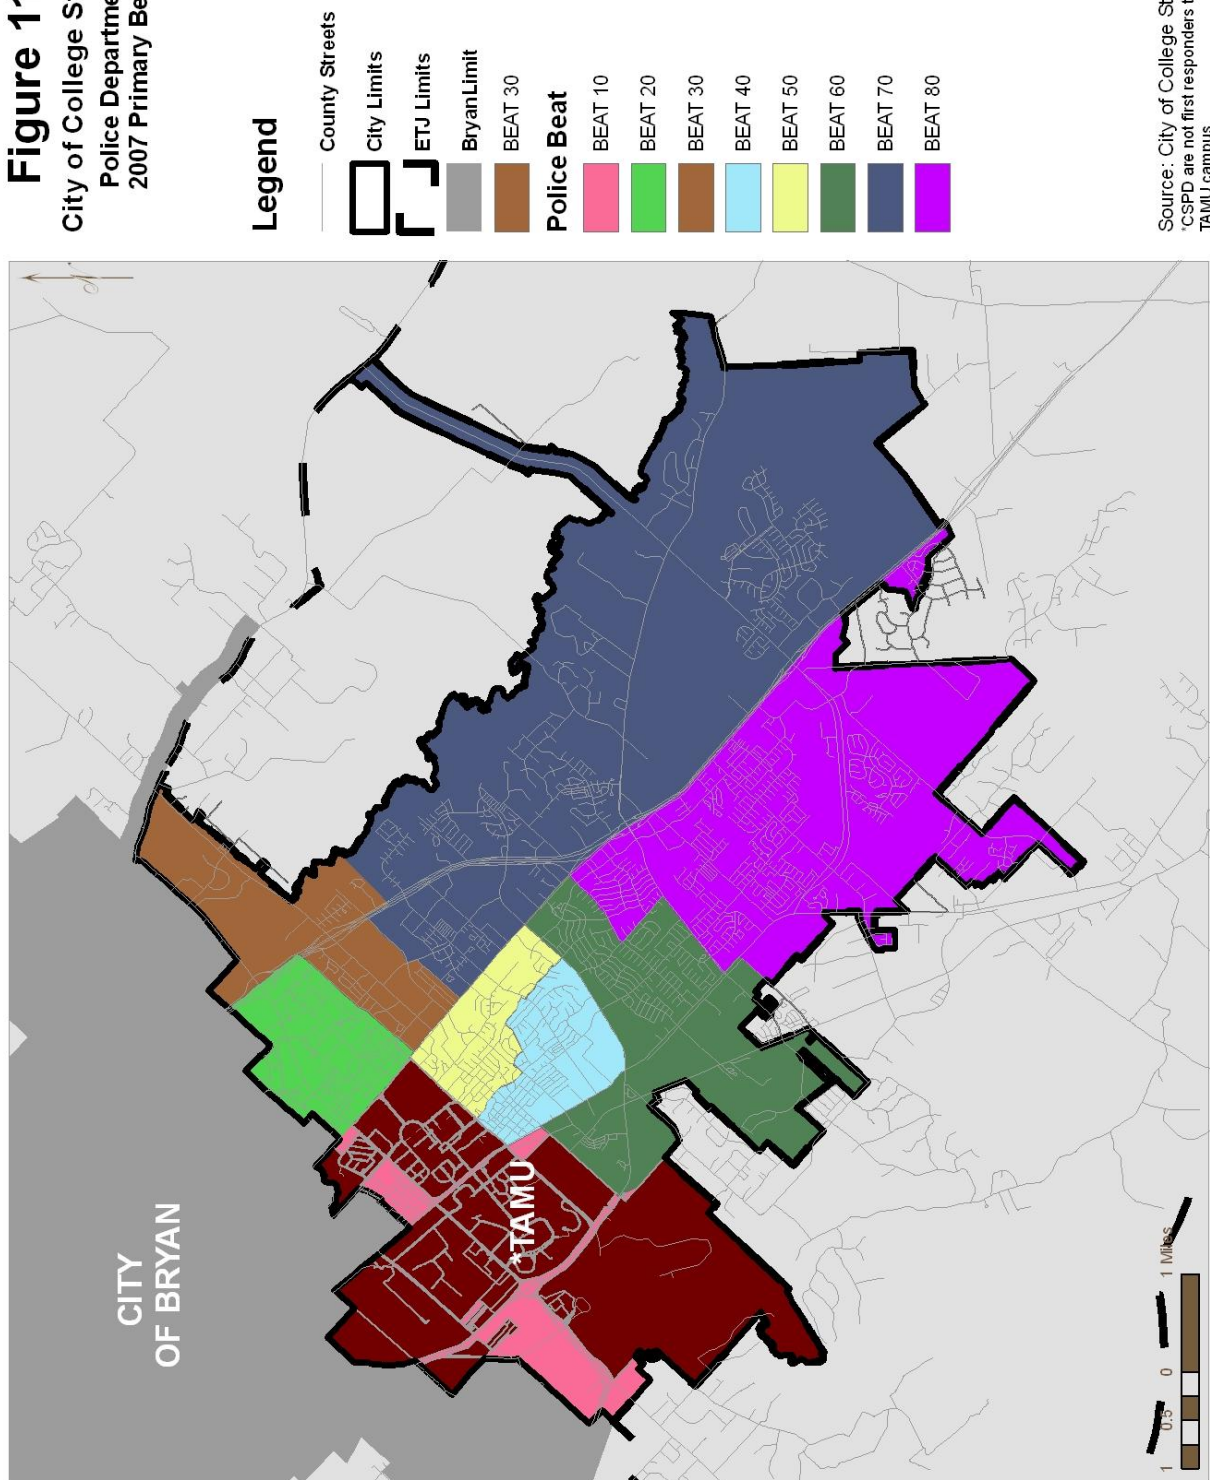 Figure 11
City of College St
Police Departme
2007 Primary Be
Legend
County Streets
City Limits
ETJ Limits
BryanLimit
BEAT 30
Police Beat
BEAT 10
BEAT 20
BEAT 30
BEAT 40
BEAT 50
BEAT 60
BEAT 70
BEAT 80
Source: City of College St
*CSPD are not first responders t
TAMU campus
CITY
OF BRYAN
*TAMU
1 0.5 0 1 Miles